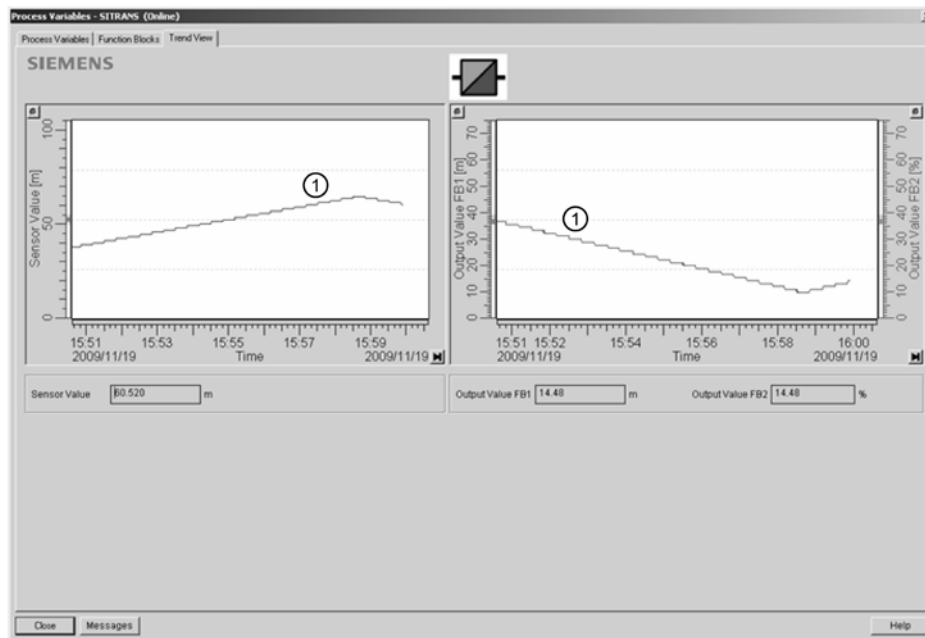 Process Variables - SITRANS (Online)
Process Variables Function Blocks Trend View
SIEMENS
Sensor Value [m]
100
50
0
1
15:51 15:53 15:55 15:57 15:59
2009/11/19 Time 2009/11/19
Output Value FB1 [m]
70
60
50
40
30
20
10
0
1
15:51 15:52 15:54 15:56 15:58 16:00
2009/11/19 Time 2009/11/19
Output Value FB2 [%]
70
60
50
40
30
20
10
0
Sensor Value 60.520 m
Output Value FB1 14.48 m Output Value FB2 14.48 %
Close Messages Help